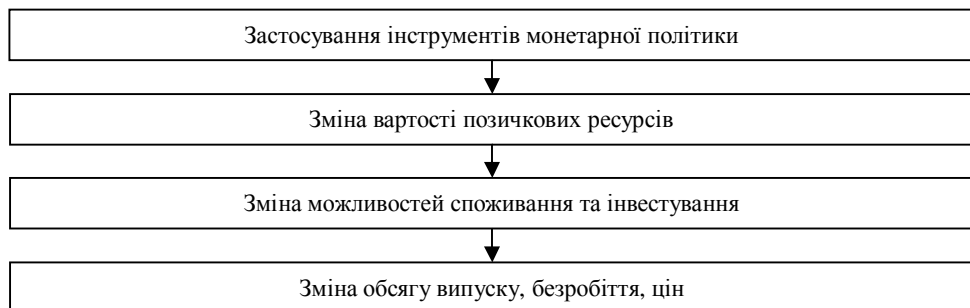 Застосування інструментів монетарної політики
Зміна вартості позичкових ресурсів
Зміна можливостей споживання та інвестування
Зміна обсягу випуску, безробіття, цін